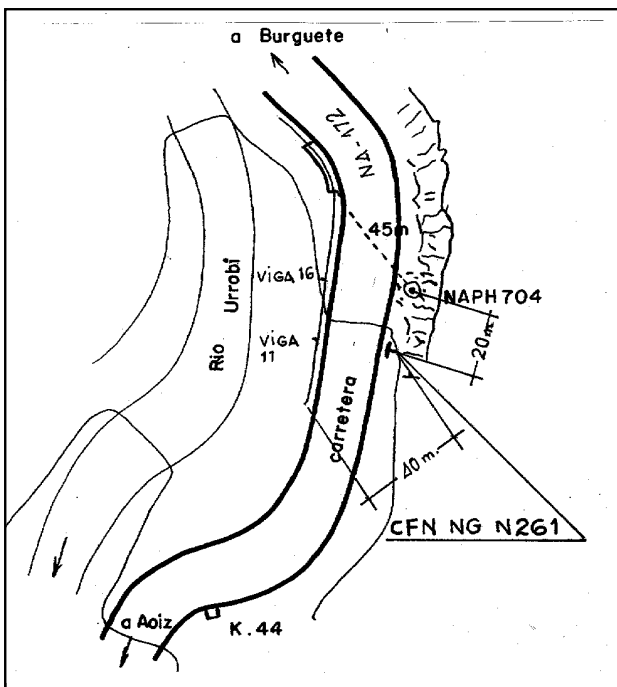 a Burguete
NA-172
45m
VIGA 16
NAPH 704
Rio Urrobi
VIGA
11
20m.
carretera
40m.
CFN NG N261
a Aoiz
K.44